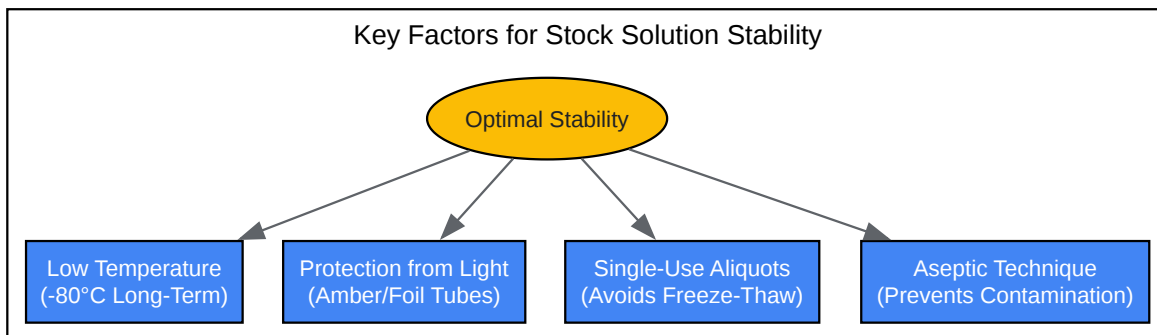 Key Factors for Stock Solution Stability
Optimal Stability
Low Temperature
(-80°C Long-Term)
Protection from Light
(Amber/Foil Tubes)
Single-Use Aliquots
(Avoids Freeze-Thaw)
Aseptic Technique
(Prevents Contamination)